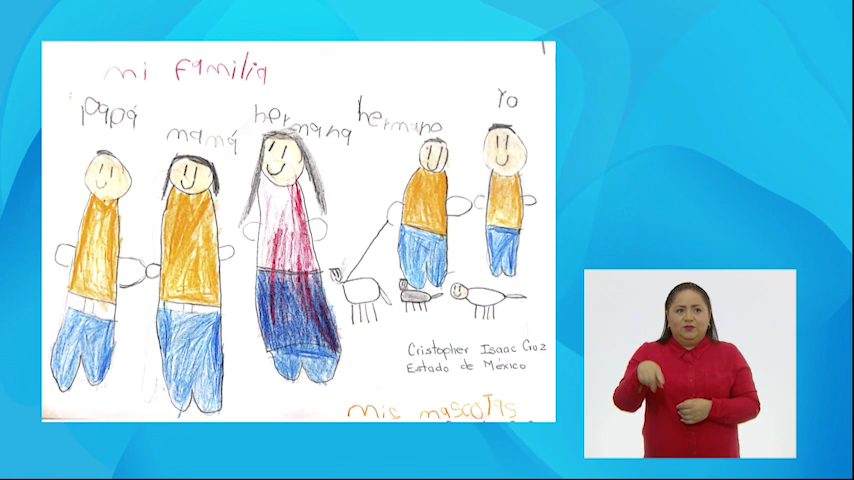 mi familia
papá
mamá
hermana
hermano
Yo
Cristopher Isaac Cruz
Estado de México
mis mascotas